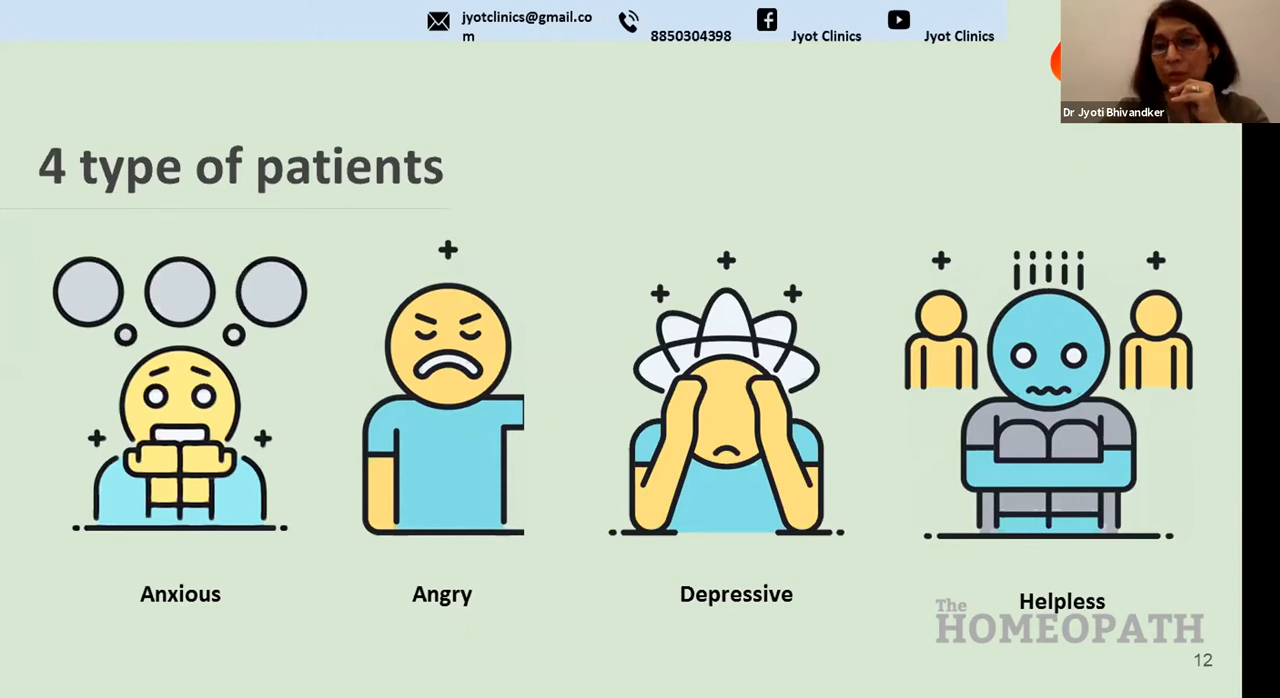 jyotclinics@gmail.co
m
8850304398
Jyot Clinics
Jyot Clinics
Dr Jyoti Bhivandker
4 type of patients
Anxious
Angry
Depressive
Helpless
The
HOMEOPATH
12